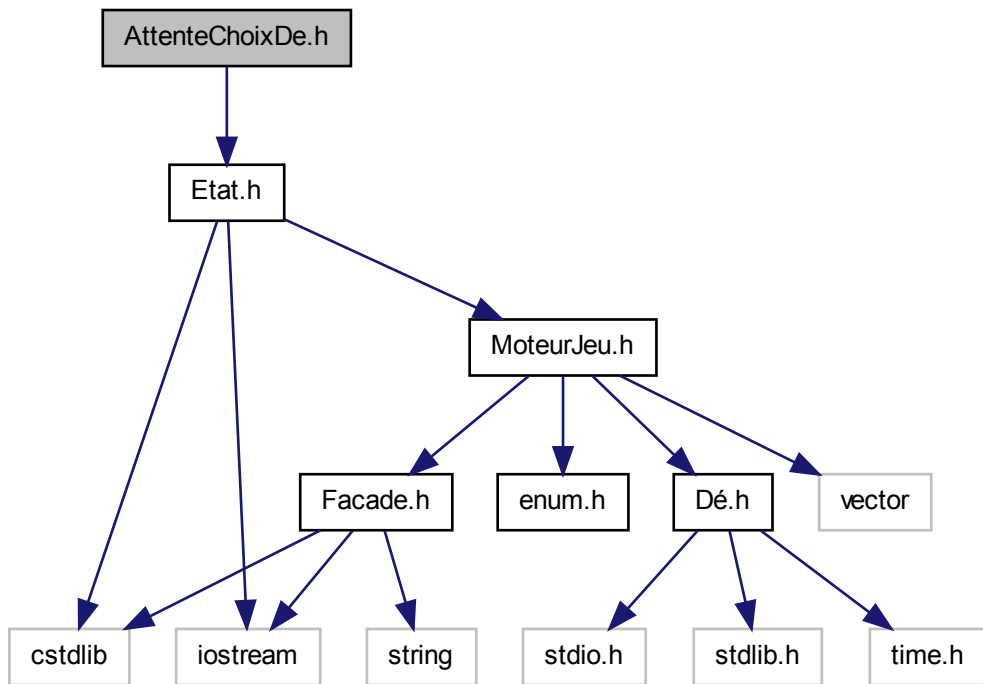 AttenteChoixDe.h
Etat.h
MoteurJeu.h
Facade.h
enum.h
Dé.h
vector
cstdlib
iostream
string
stdio.h
stdlib.h
time.h